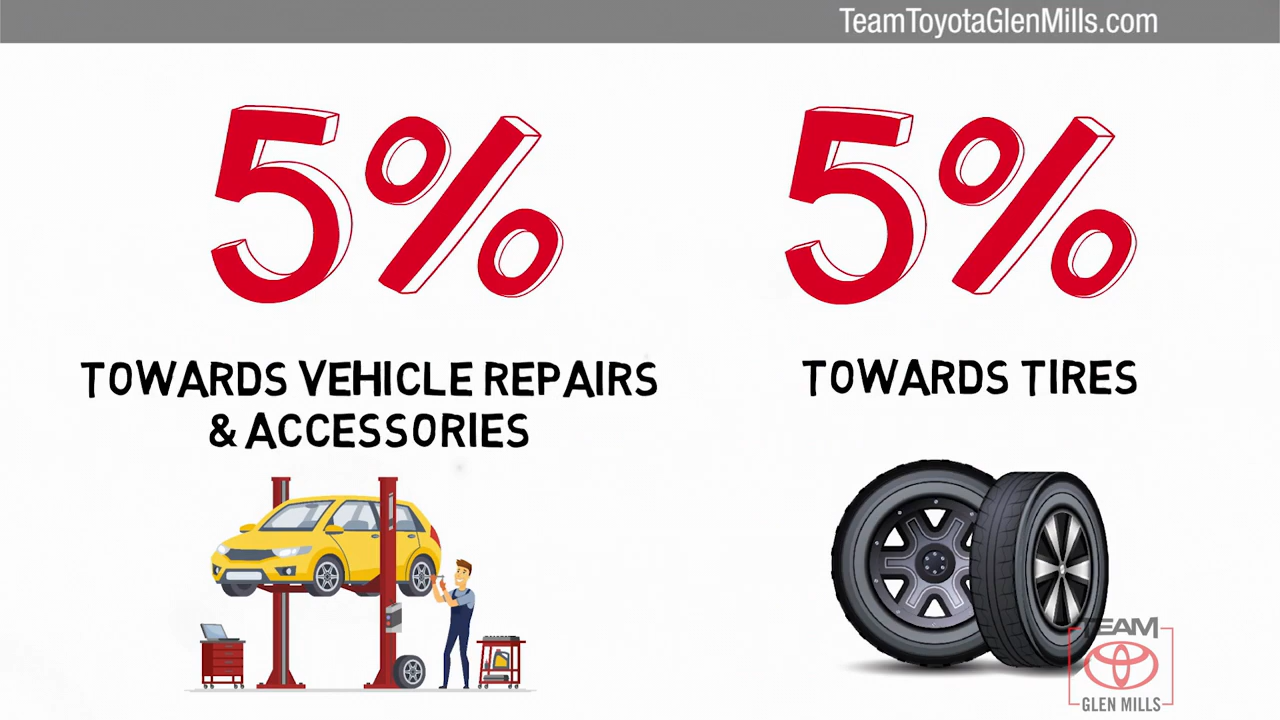 TeamToyotaGlenMills.com
5%
TOWARDS VEHICLE REPAIRS
& ACCESSORIES
5%
TOWARDS TIRES
TEAM
GLEN MILLS